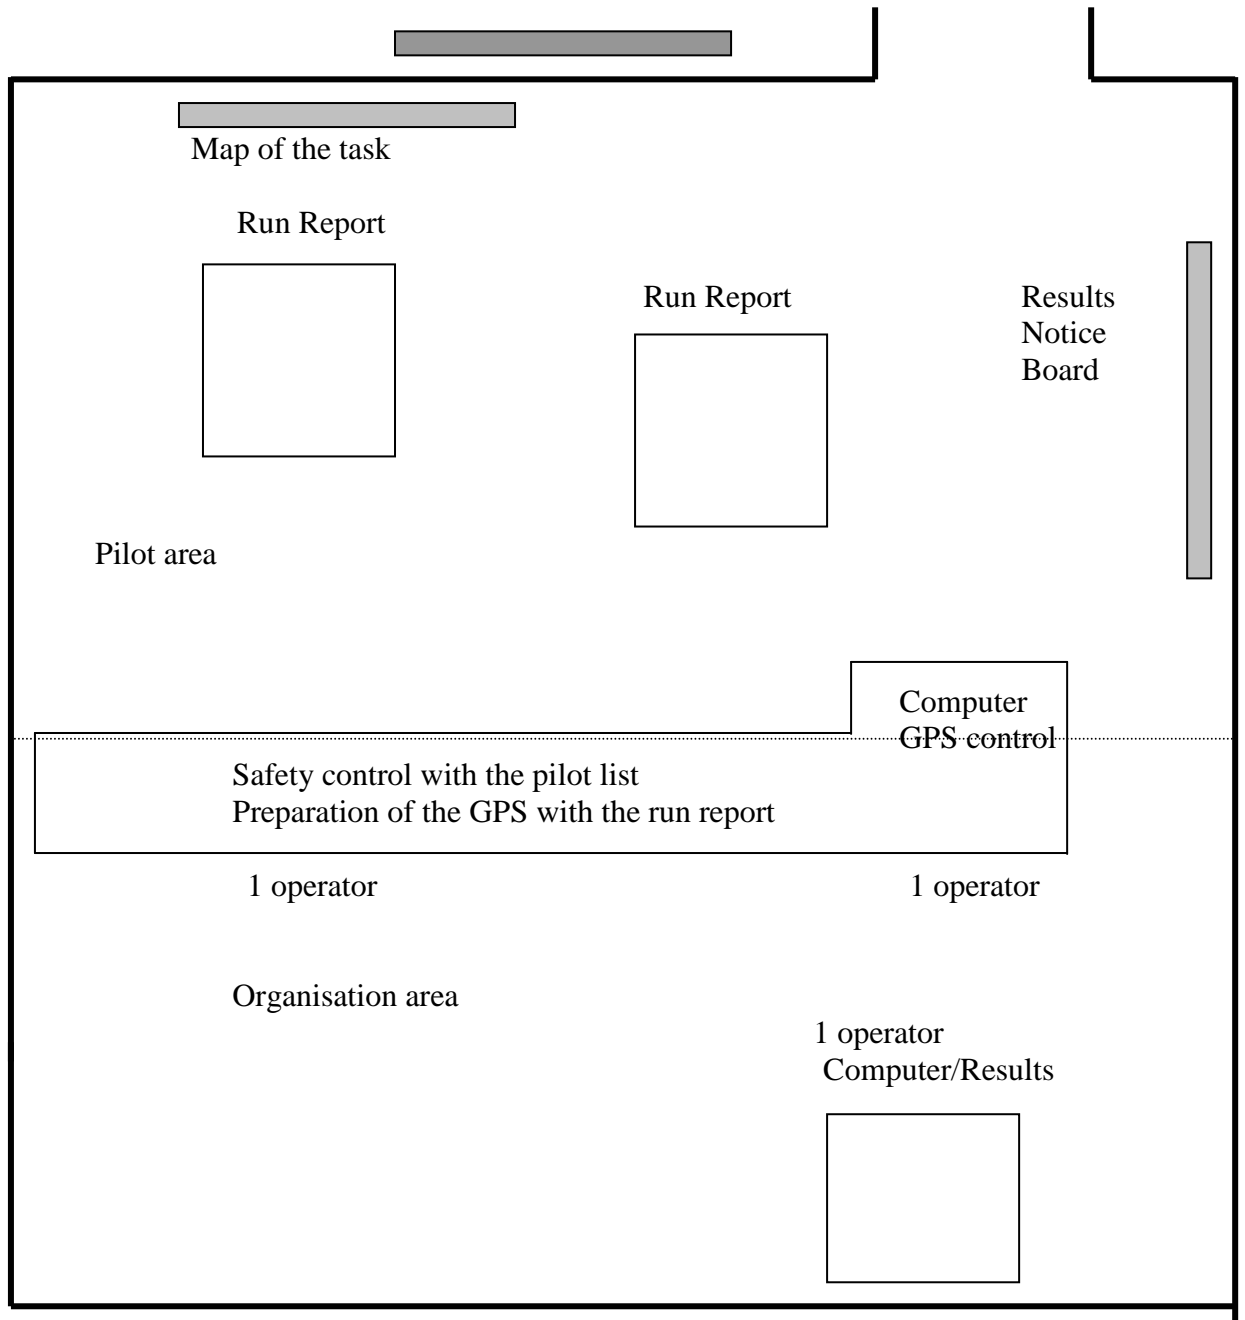 Map of the task
Run Report
Run Report
Results
Notice
Board
Pilot area
Computer
GPS control
Safety control with the pilot list
Preparation of the GPS with the run report
1 operator
1 operator
Organisation area
1 operator
Computer/Results